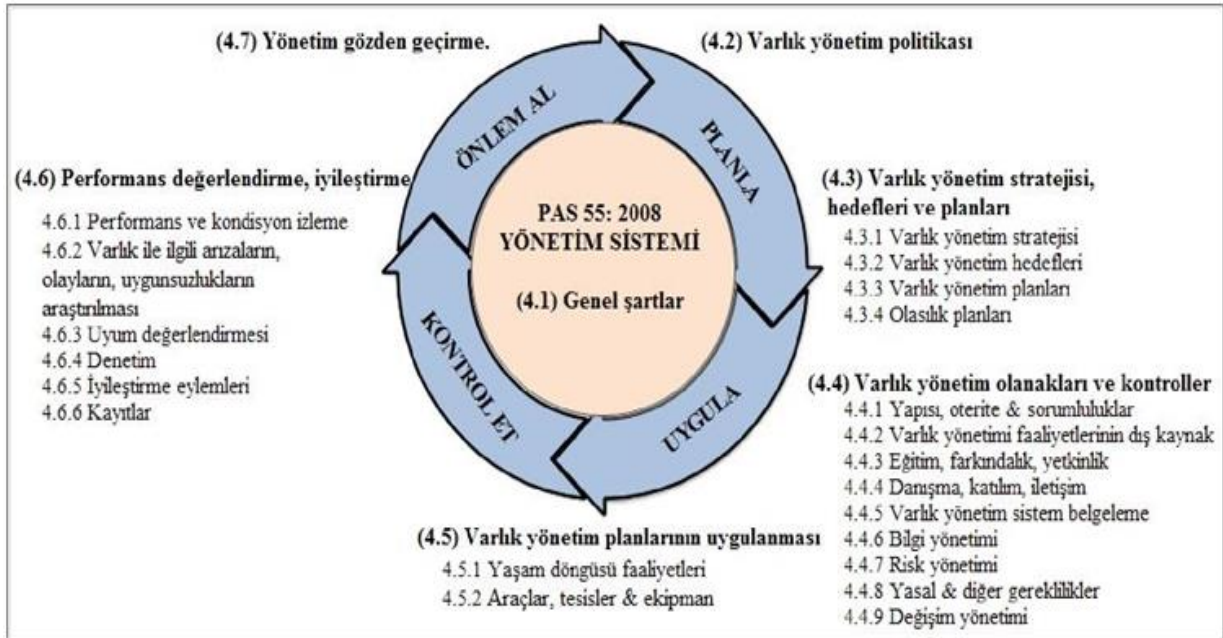 (4.7) Yönetim gözden geçirme.
(4.2) Varlık yönetim politikası
ÖNLEM AL
PLANLA
UYGULA
KONTROL ET
PAS 55: 2008
YÖNETİM SİSTEMİ
(4.1) Genel şartlar
(4.3) Varlık yönetim stratejisi,
hedefleri ve planları
4.3.1 Varlık yönetim stratejisi
4.3.2 Varlık yönetim hedefleri
4.3.3 Varlık yönetim planları
4.3.4 Olasılık planları
(4.4) Varlık yönetim olanakları ve kontroller
4.4.1 Yapısı, oterite & sorumluluklar
4.4.2 Varlık yönetimi faaliyetlerinin dış kaynak
4.4.3 Eğitim, farkındalık, yetkinlik
4.4.4 Danışma, katılım, iletişim
4.4.5 Varlık yönetim sistem belgeleme
4.4.6 Bilgi yönetimi
4.4.7 Risk yönetimi
4.4.8 Yasal & diğer gereklilikler
4.4.9 Değişim yönetimi
(4.5) Varlık yönetim planlarının uygulanması
4.5.1 Yaşam döngüsü faaliyetleri
4.5.2 Araçlar, tesisler & ekipman
(4.6) Performans değerlendirme, iyileştirme
4.6.1 Performans ve kondisyon izleme
4.6.2 Varlık ile ilgili arızaların,
olayların, uygunsuzlukların
araştırılması
4.6.3 Uyum değerlendirmesi
4.6.4 Denetim
4.6.5 İyileştirme eylemleri
4.6.6 Kayıtlar